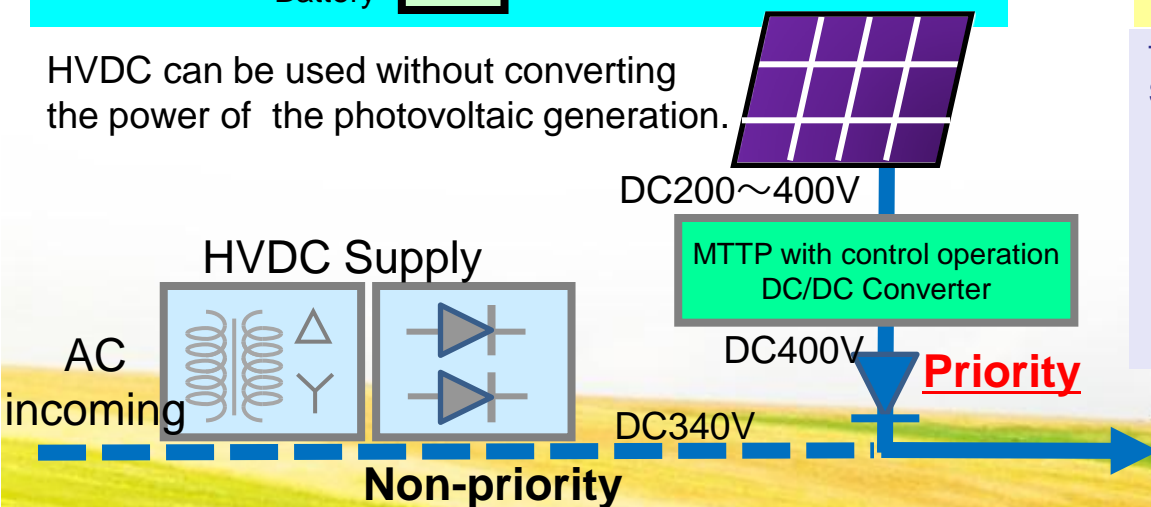 Battery
HVDC can be used without converting
the power of  the photovoltaic generation.
DC200～400V
HVDC Supply
MTTP with control operation
DC/DC Converter
AC
incoming
DC400V
Priority
DC340V
Non-priority